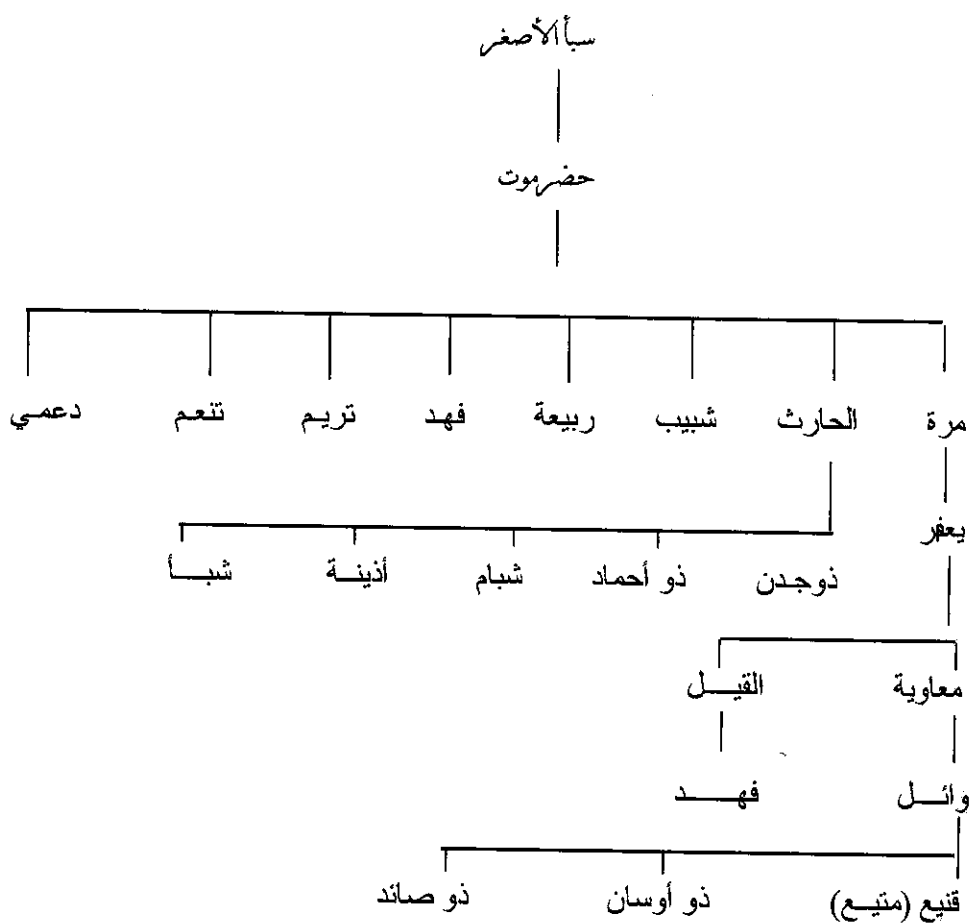 سبأ الأصغر
حضرموت
مرة الحارث شبيب ربيعة فهد تريم تنعم دعمي
يعفر
ذوجدن ذو أحماد شبام أذينة شبأ
معاوية القيل
وائل فهد
قنيع (متيع) ذو أوسان ذو صائد